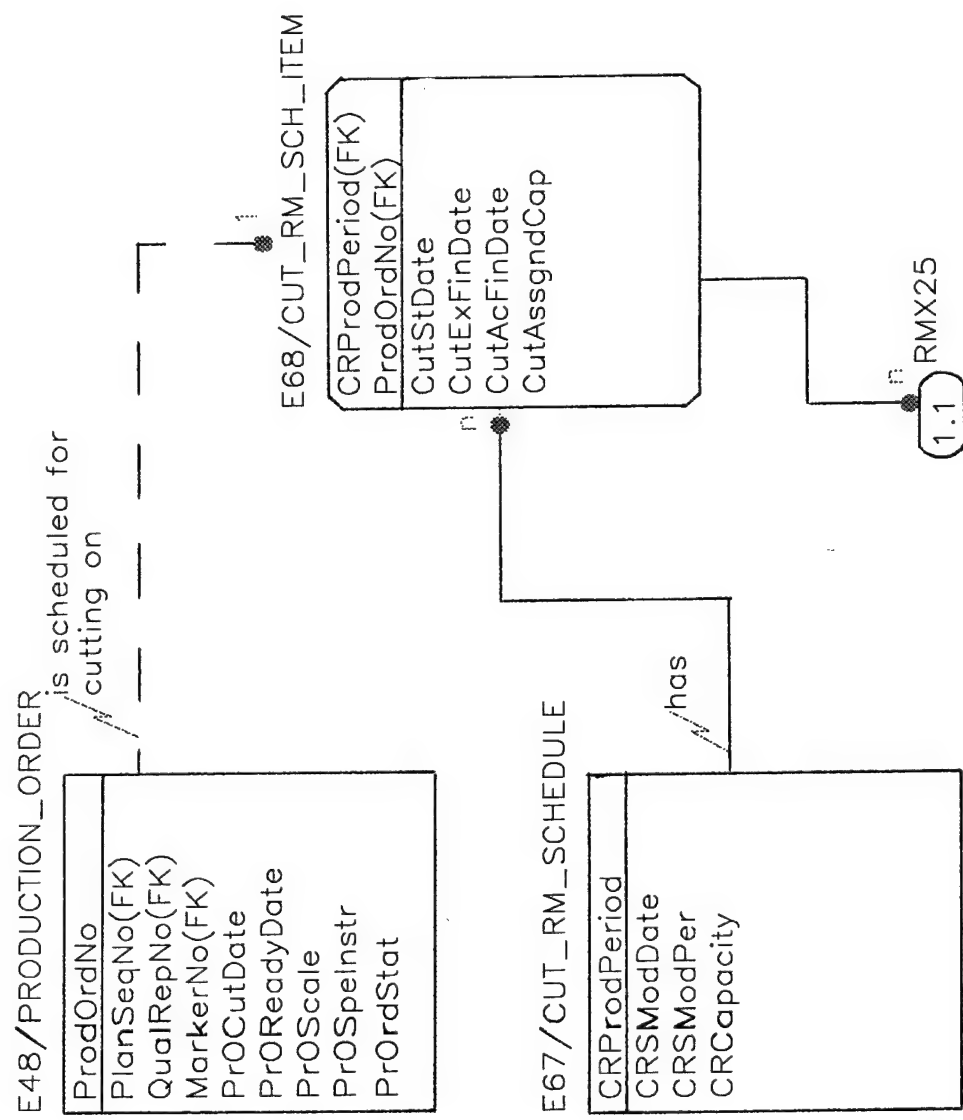 E48/PRODUCTION_ORDER
ProdOrdNo
PlanSeqNo(FK)
QualRepNo(FK)
MarkerNo(FK)
PrOCutDate
PrOReadyDate
PrOScale
PrOSpeInstr
PrOrdStat
is scheduled for
cutting on
1
E68/CUT_RM_SCH_ITEM
CRProdPeriod(FK)
ProdOrdNo(FK)
CutStDate
CutExFinDate
CutAcFinDate
CutAssgndCap
n
E67/CUT_RM_SCHEDULE
CRProdPeriod
CRSModDate
CRSModPer
CRCapacity
has
n
1.1
RMX25